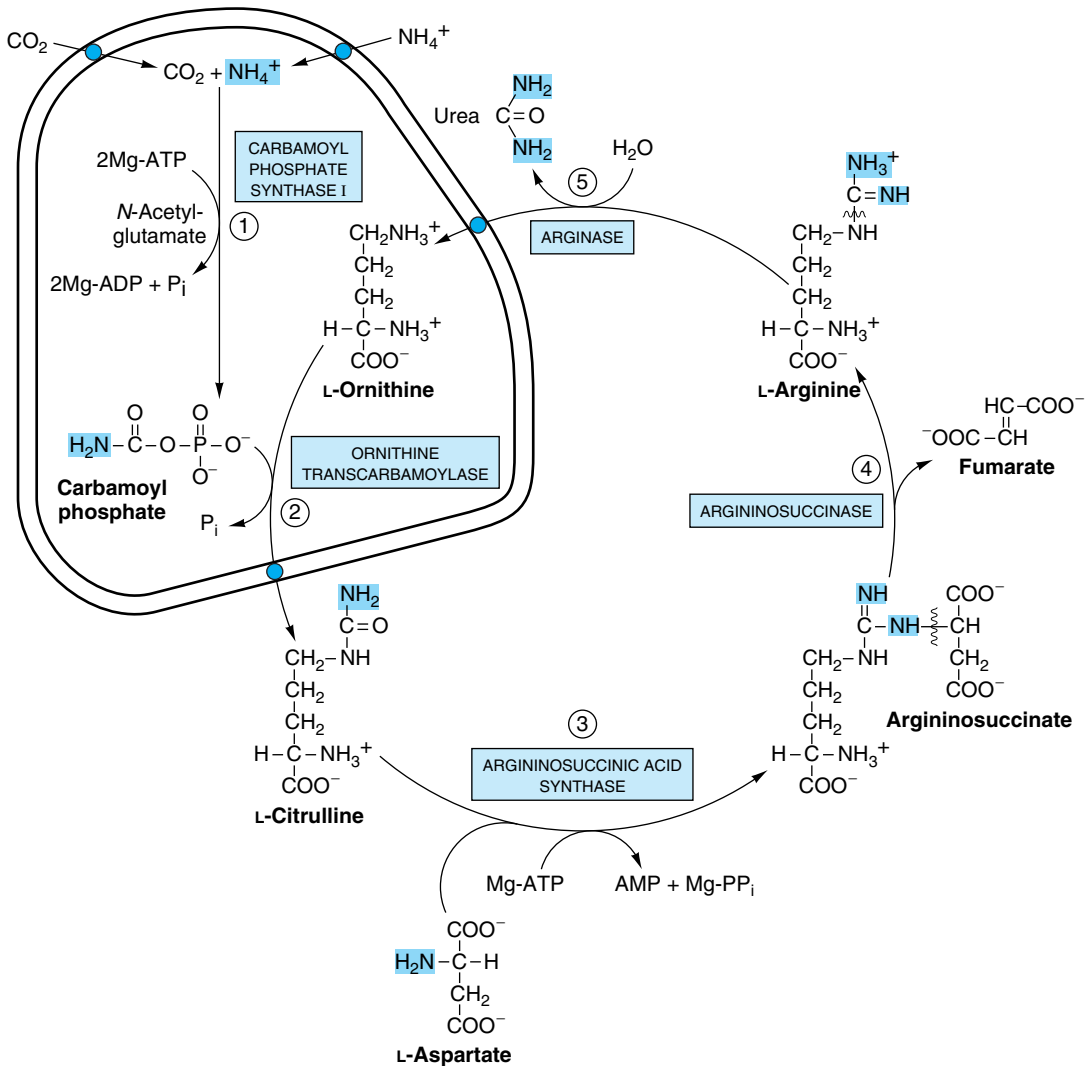 CO₂
NH₄⁺
CO₂ + NH₄⁺
2Mg-ATP
CARBAMOYL
PHOSPHATE
SYNTHASE I
N-Acetyl-
glutamate
①
2Mg-ADP + Pi
H₂N–C–O–P–O⁻
O
O
O⁻
Carbamoyl
phosphate
Pi
②
ORNITHINE
TRANSCARBAMOYLASE
CH₂NH₃⁺
CH₂
CH₂
H–C–NH₃⁺
COO⁻
L-Ornithine
Urea
NH₂
C=O
NH₂
H₂O
⑤
ARGINASE
NH₃⁺
C=NH
CH₂–NH
CH₂
CH₂
H–C–NH₃⁺
COO⁻
L-Arginine
HC–COO⁻
⁻OOC–CH
Fumarate
④
ARGININOSUCCINASE
NH
COO⁻
C–NH–CH
CH₂–NH
CH₂
CH₂
CH₂
COO⁻
H–C–NH₃⁺
COO⁻
Argininosuccinate
NH₂
C=O
CH₂–NH
CH₂
CH₂
H–C–NH₃⁺
COO⁻
L-Citrulline
③
ARGININOSUCCINIC ACID
SYNTHASE
Mg-ATP
AMP + Mg-PPi
COO⁻
H₂N–C–H
CH₂
COO⁻
L-Aspartate